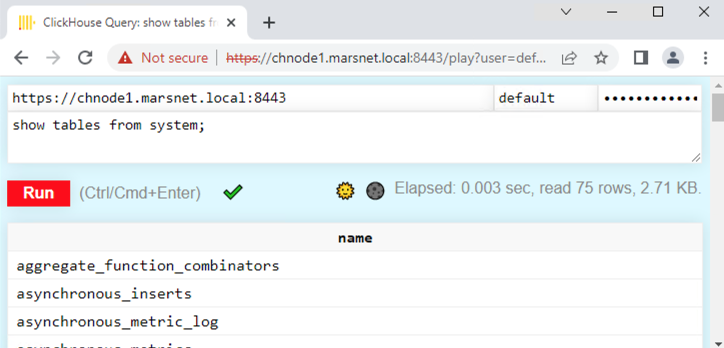 ClickHouse Query: show tables fr
Not secure https://chnode1.marsnet.local:8443/play?user=def...
https://chnode1.marsnet.local:8443 default ••••••••••••
show tables from system;
Run (Ctrl/Cmd+Enter) Elapsed: 0.003 sec, read 75 rows, 2.71 KB.
name
aggregate_function_combinators
asynchronous_inserts
asynchronous_metric_log